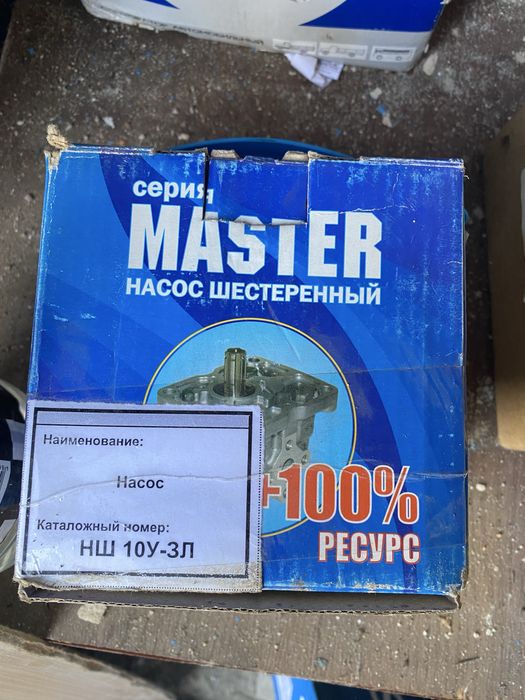 серия
MASTER
НАСОС ШЕСТЕРЕННЫЙ
+100%
РЕСУРС
Наименование:
Насос
Каталожный номер:
НШ 10У-3Л